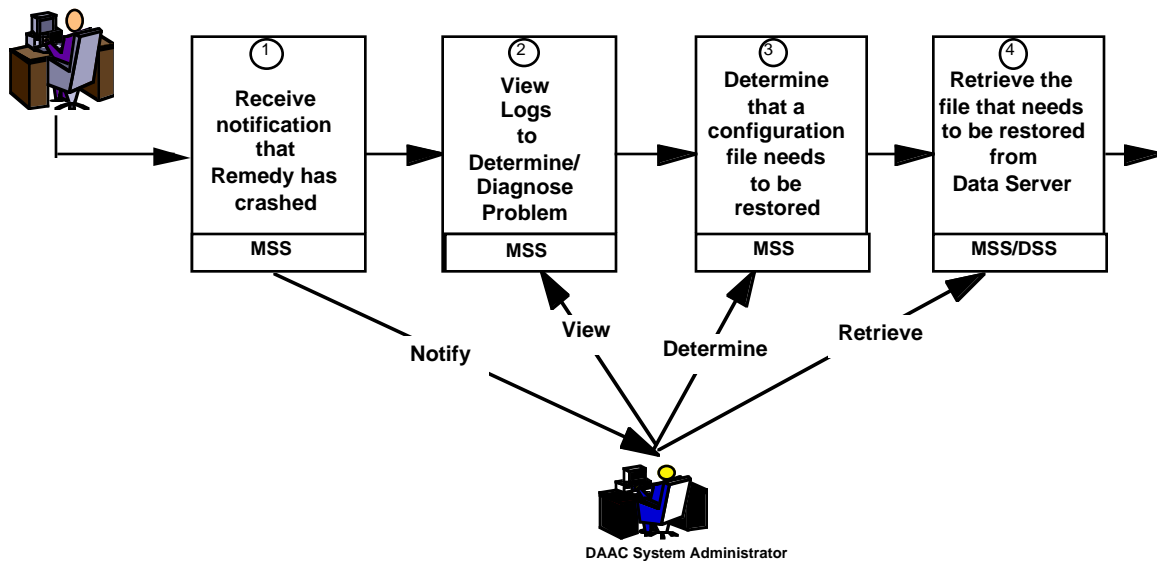 1
Receive
notification
that
Remedy has
crashed
MSS
2
View
Logs
to
Determine/
Diagnose
Problem
MSS
3
Determine
that a
configuration
file needs
to be
restored
MSS
4
Retrieve the
file that needs
to be restored
from
Data Server
MSS/DSS
Notify
View
Determine
Retrieve
DAAC System Administrator